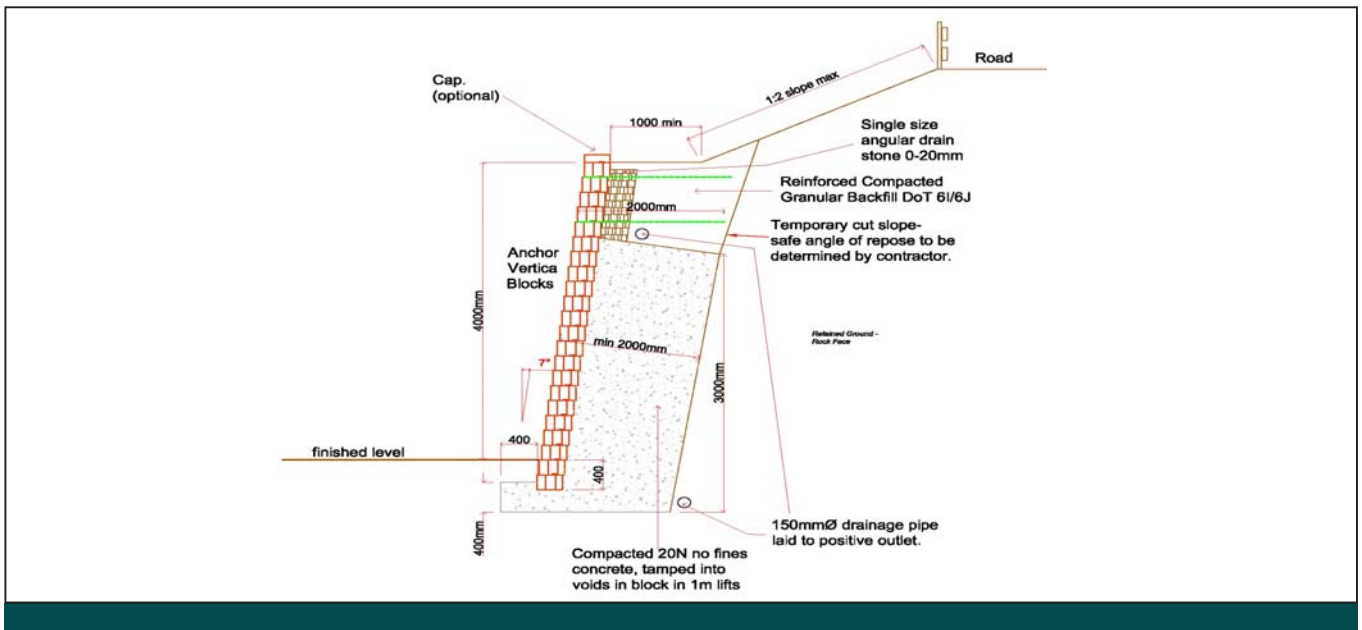 Road
Cap.
(optional)
1:2 slope max
1000 min
Single size
angular drain
stone 0-20mm
Reinforced Compacted
Granular Backfill DoT 6I/6J
2000mm
Temporary cut slope-
safe angle of repose to be
determined by contractor.
Anchor
Vertica
Blocks
4000mm
Retained Ground -
Rock Face
min 2000mm
7°
3000mm
400
finished level
400
400mm
150mmØ drainage pipe
laid to positive outlet.
Compacted 20N no fines
concrete, tamped into
voids in block in 1m lifts